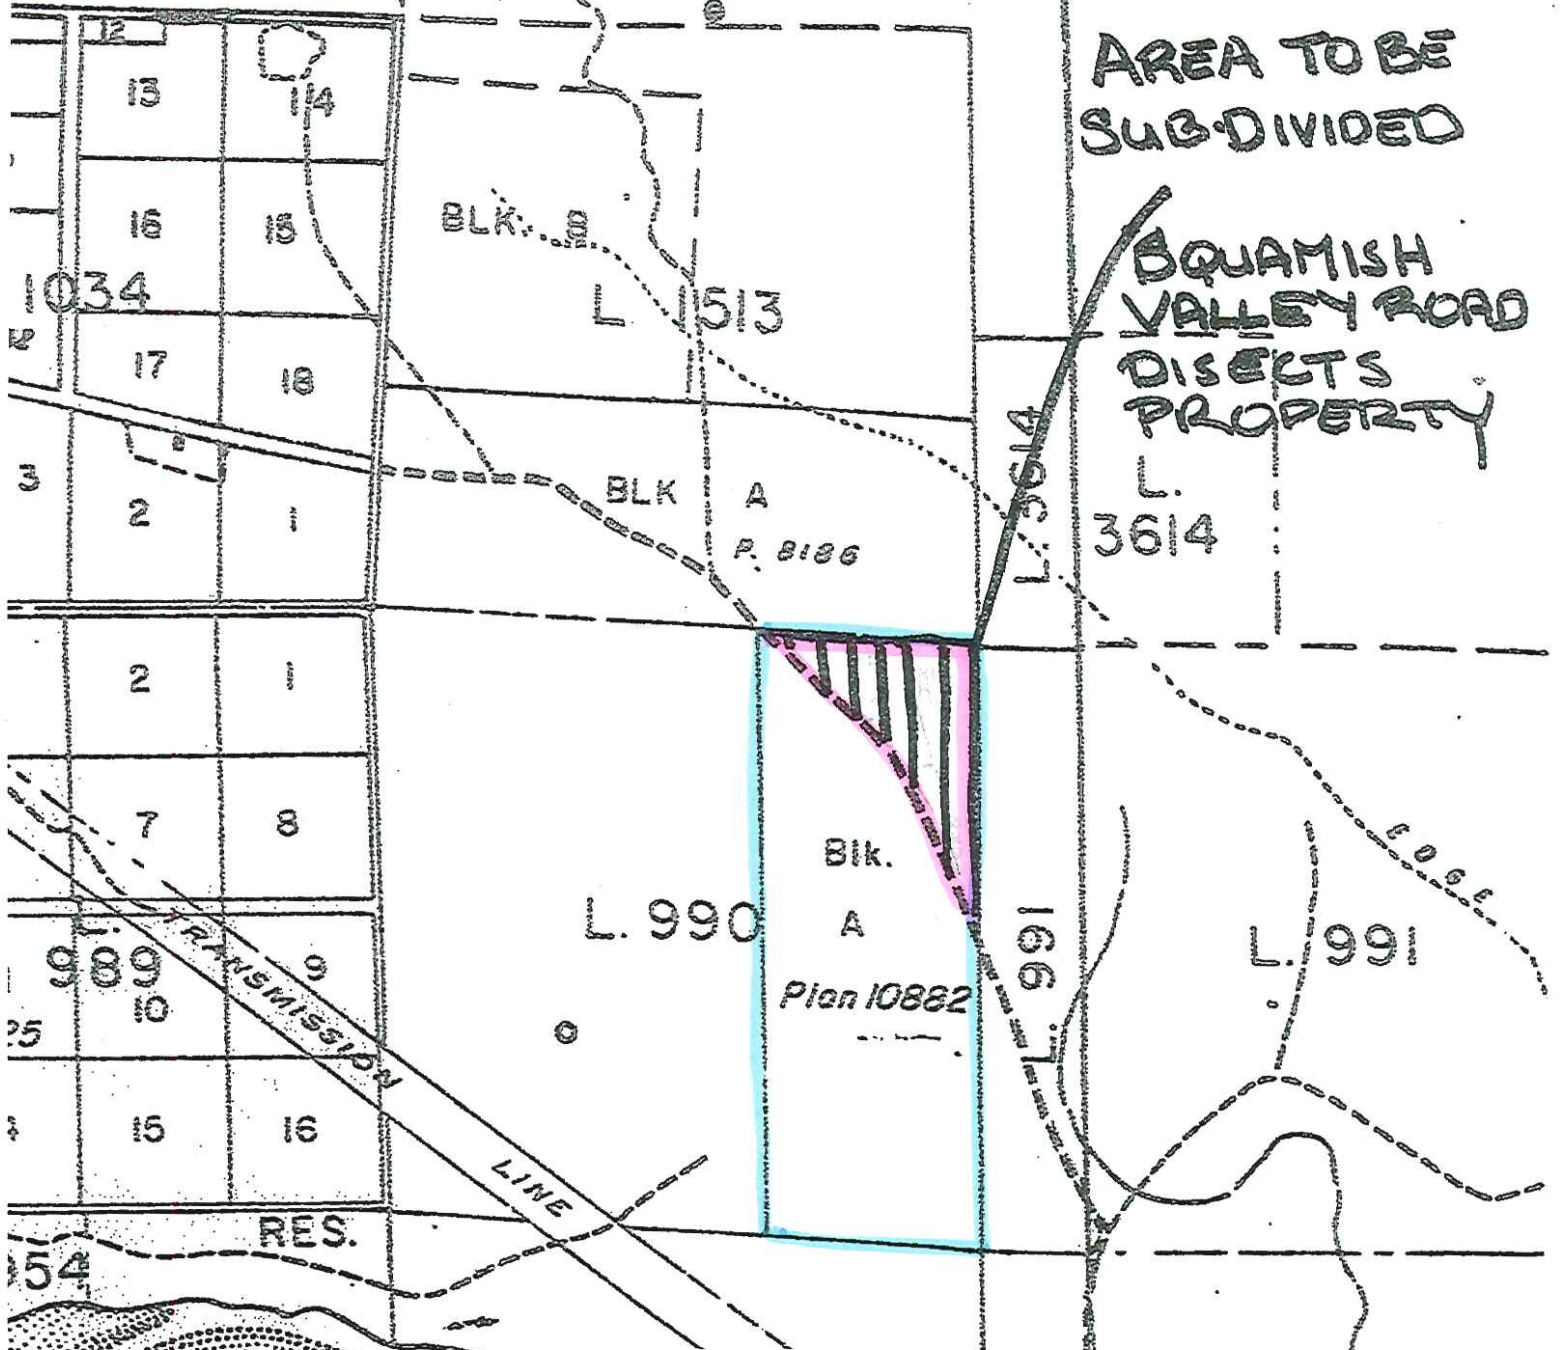 AREA TO BE
SUB-DIVIDED
SQUAMISH
VALLEY ROAD
DISECTS
PROPERTY
12
13
114
16
15
1034
17
18
3
2
1
BLK. B
L. 1513
BLK A
P. 8186
L. 3614
L.
3614
2
1
7
8
L.
989
9
10
25
15
16
TRANSMISSION
LINE
RES.
54
L. 990
Blk.
A
Plan 10882
L. 991
L. 991
EDGE